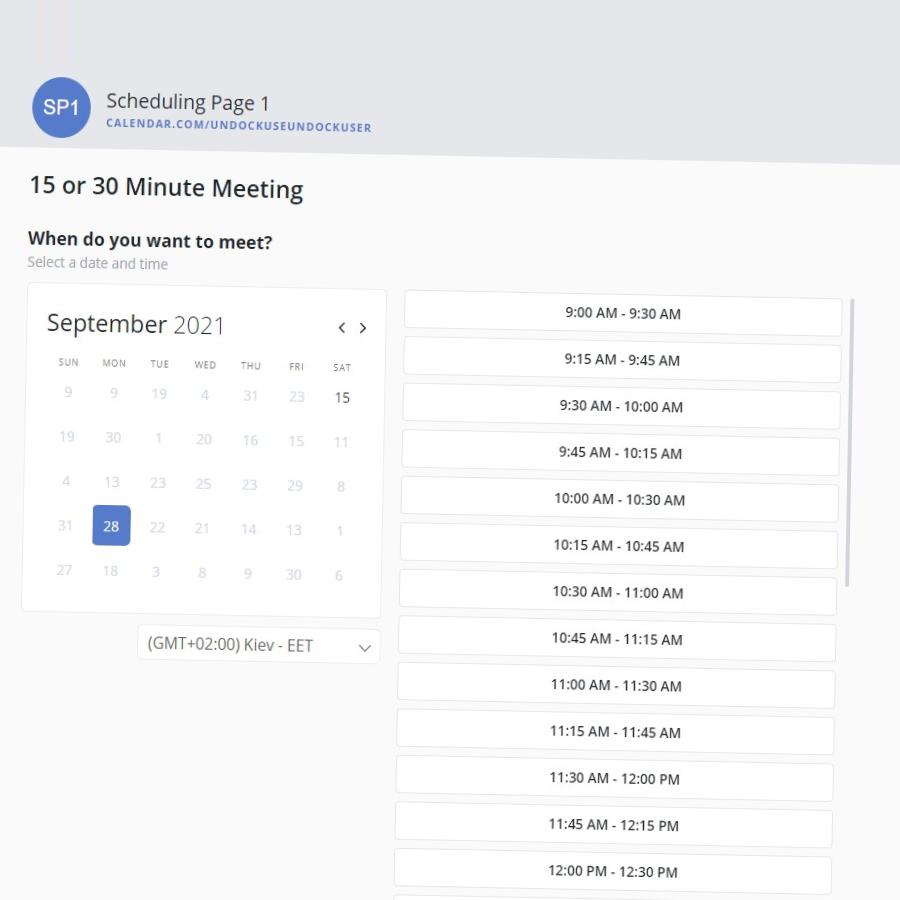 SP1
Scheduling Page 1
CALENDAR.COM/UNDOCKUSEUNDOCKUSER
15 or 30 Minute Meeting
When do you want to meet?
Select a date and time
September 2021
SUN MON TUE WED THU FRI SAT
9 9 19 4 31 23 15
19 30 1 20 16 15 11
4 13 23 25 23 29 8
31 28 22 21 14 13 1
27 18 3 8 9 30 6
(GMT+02:00) Kiev - EET
9:00 AM - 9:30 AM
9:15 AM - 9:45 AM
9:30 AM - 10:00 AM
9:45 AM - 10:15 AM
10:00 AM - 10:30 AM
10:15 AM - 10:45 AM
10:30 AM - 11:00 AM
10:45 AM - 11:15 AM
11:00 AM - 11:30 AM
11:15 AM - 11:45 AM
11:30 AM - 12:00 PM
11:45 AM - 12:15 PM
12:00 PM - 12:30 PM